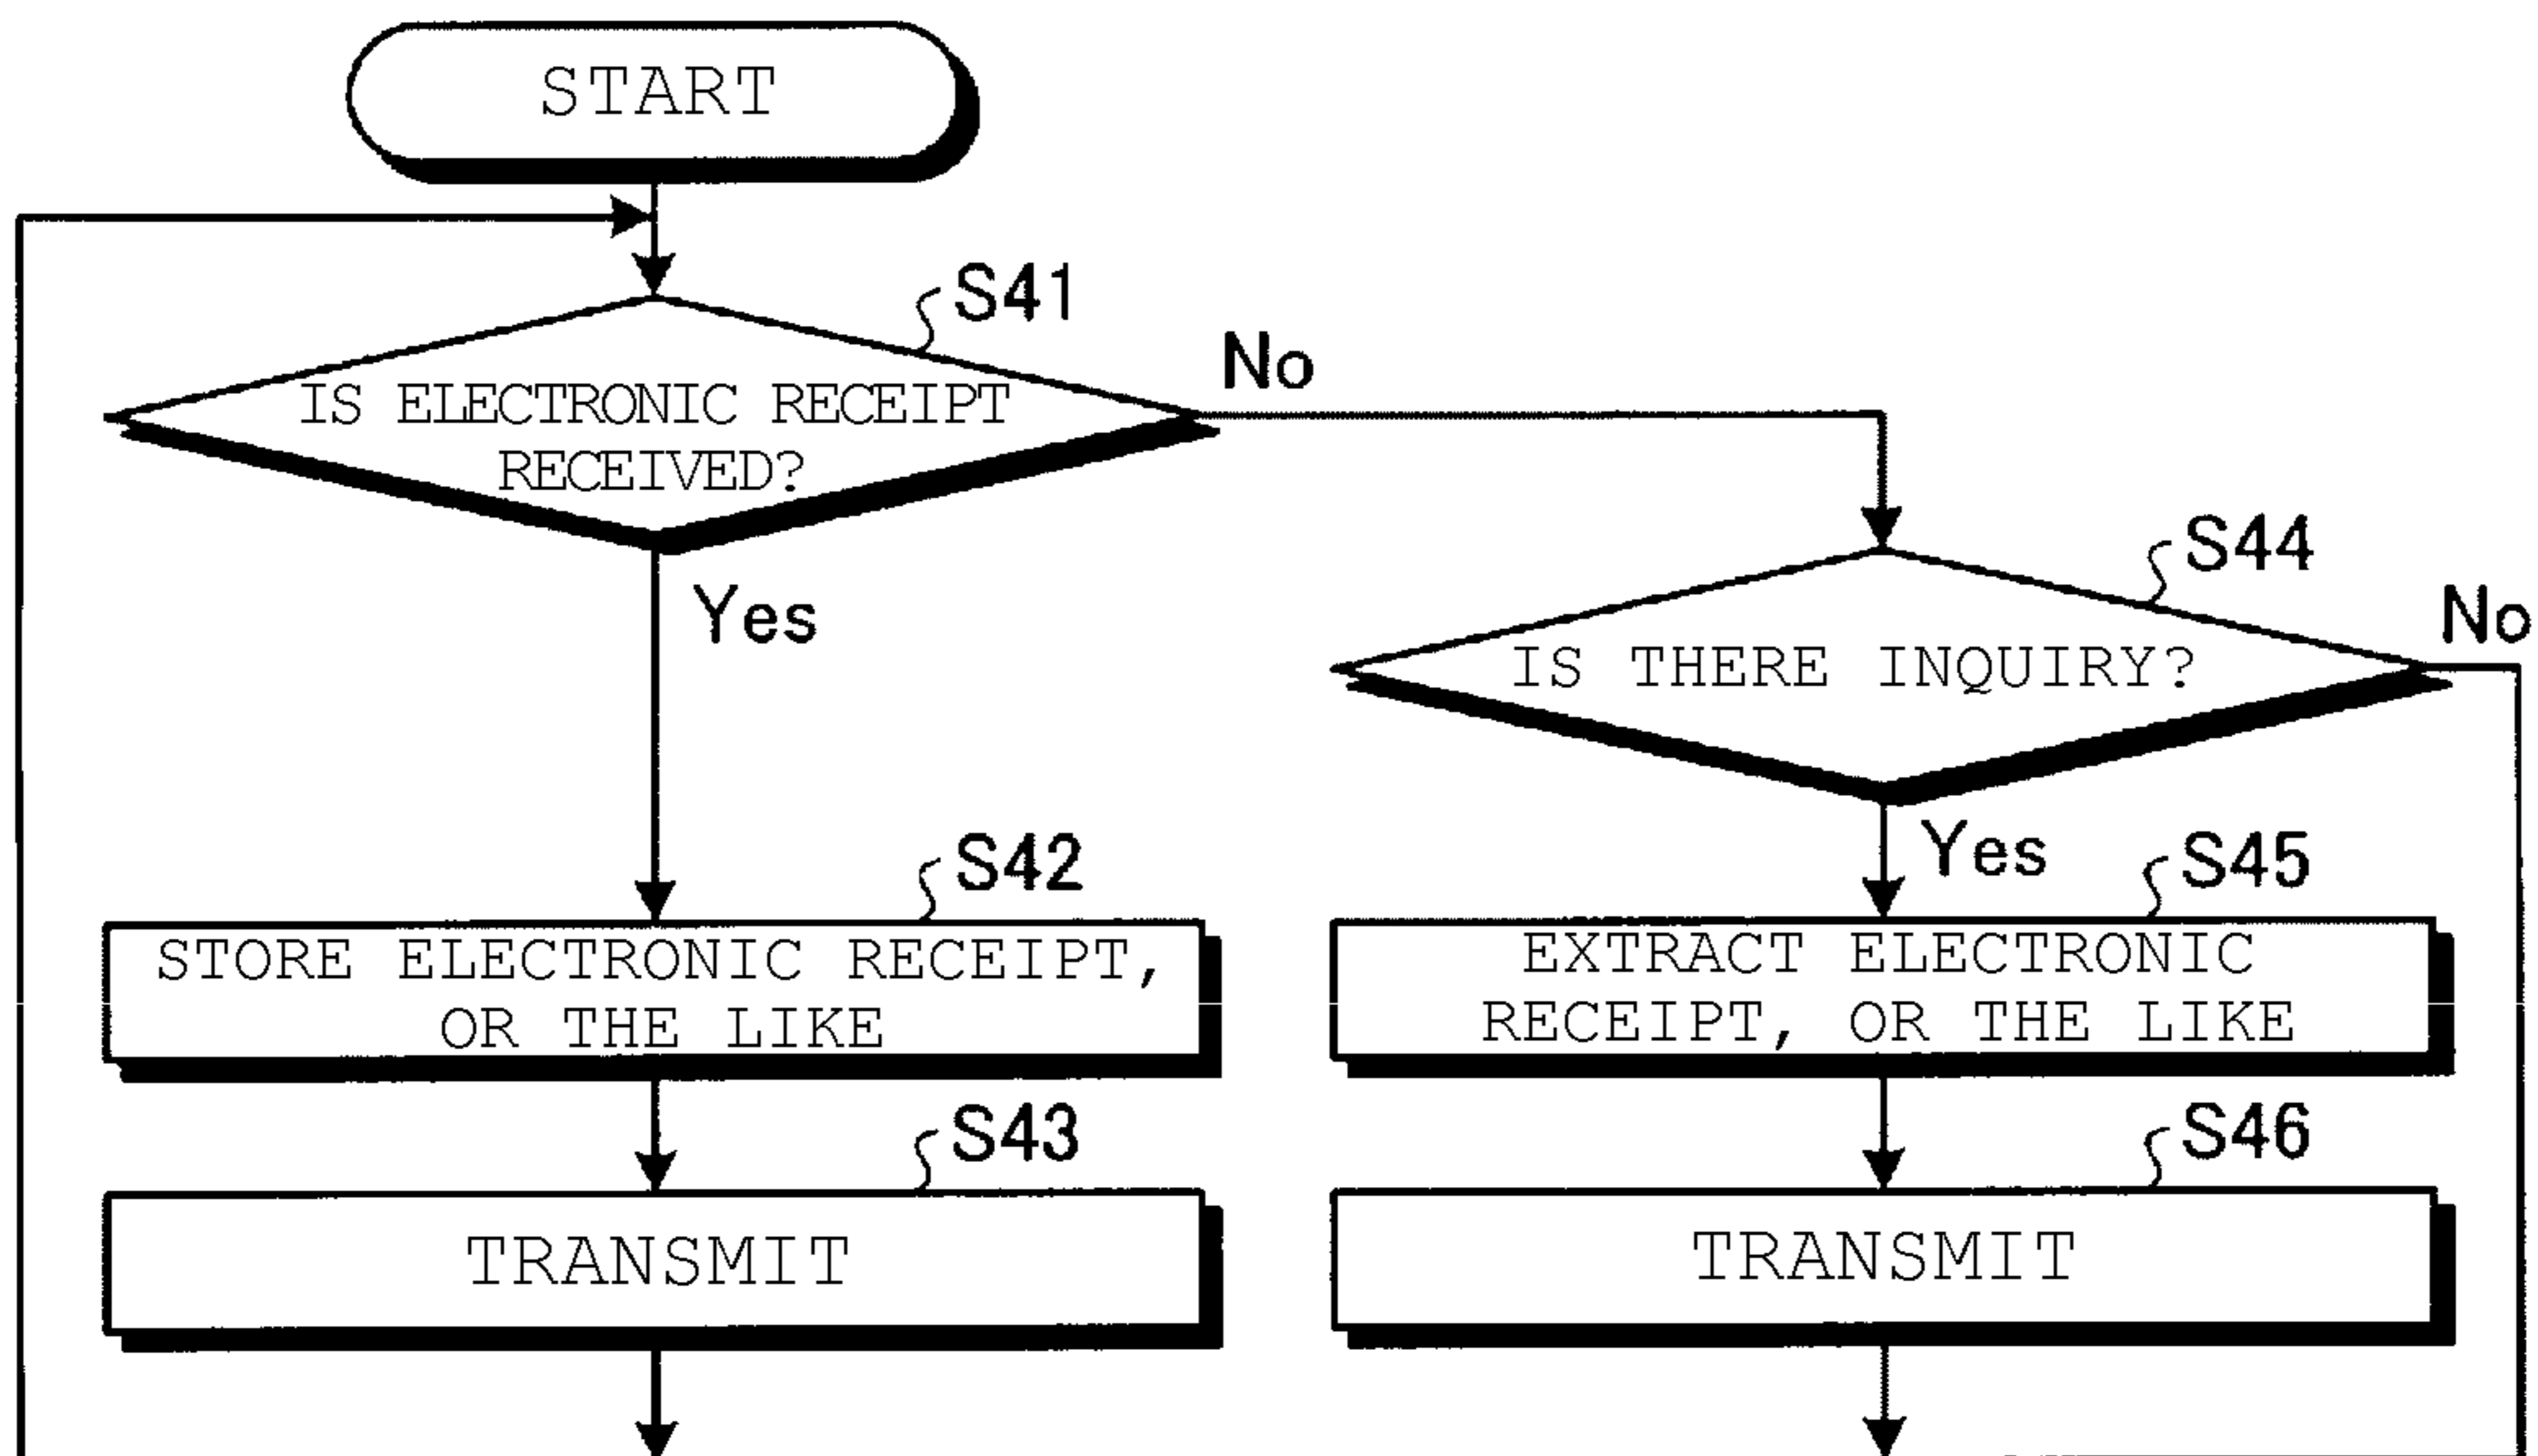 START
S41
No
IS ELECTRONIC RECEIPT
RECEIVED?
Yes
S44
No
IS THERE INQUIRY?
Yes
S42
STORE ELECTRONIC RECEIPT,
OR THE LIKE
S45
EXTRACT ELECTRONIC
RECEIPT, OR THE LIKE
S43
TRANSMIT
S46
TRANSMIT